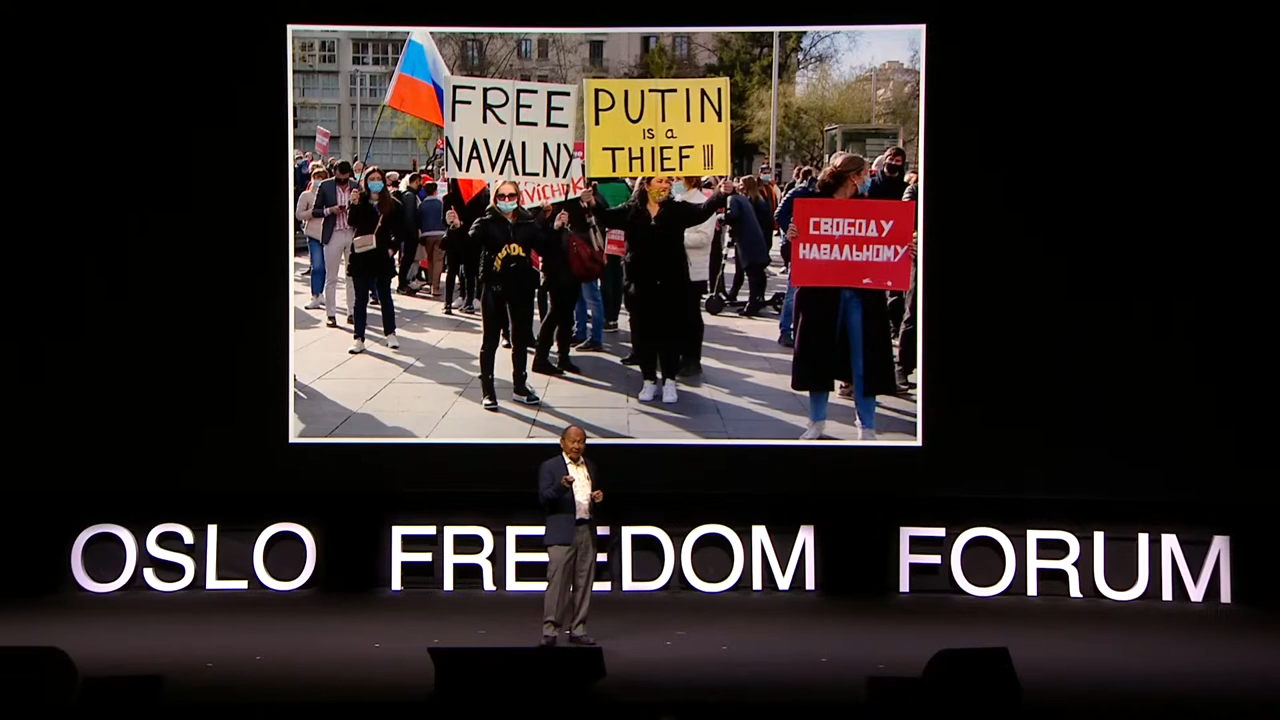 FREE
NAVALNY
PUTIN
IS a
THIEF !!!
СВОБОДУ
НАВАЛЬНОМУ
OSLO FREEDOM FORUM